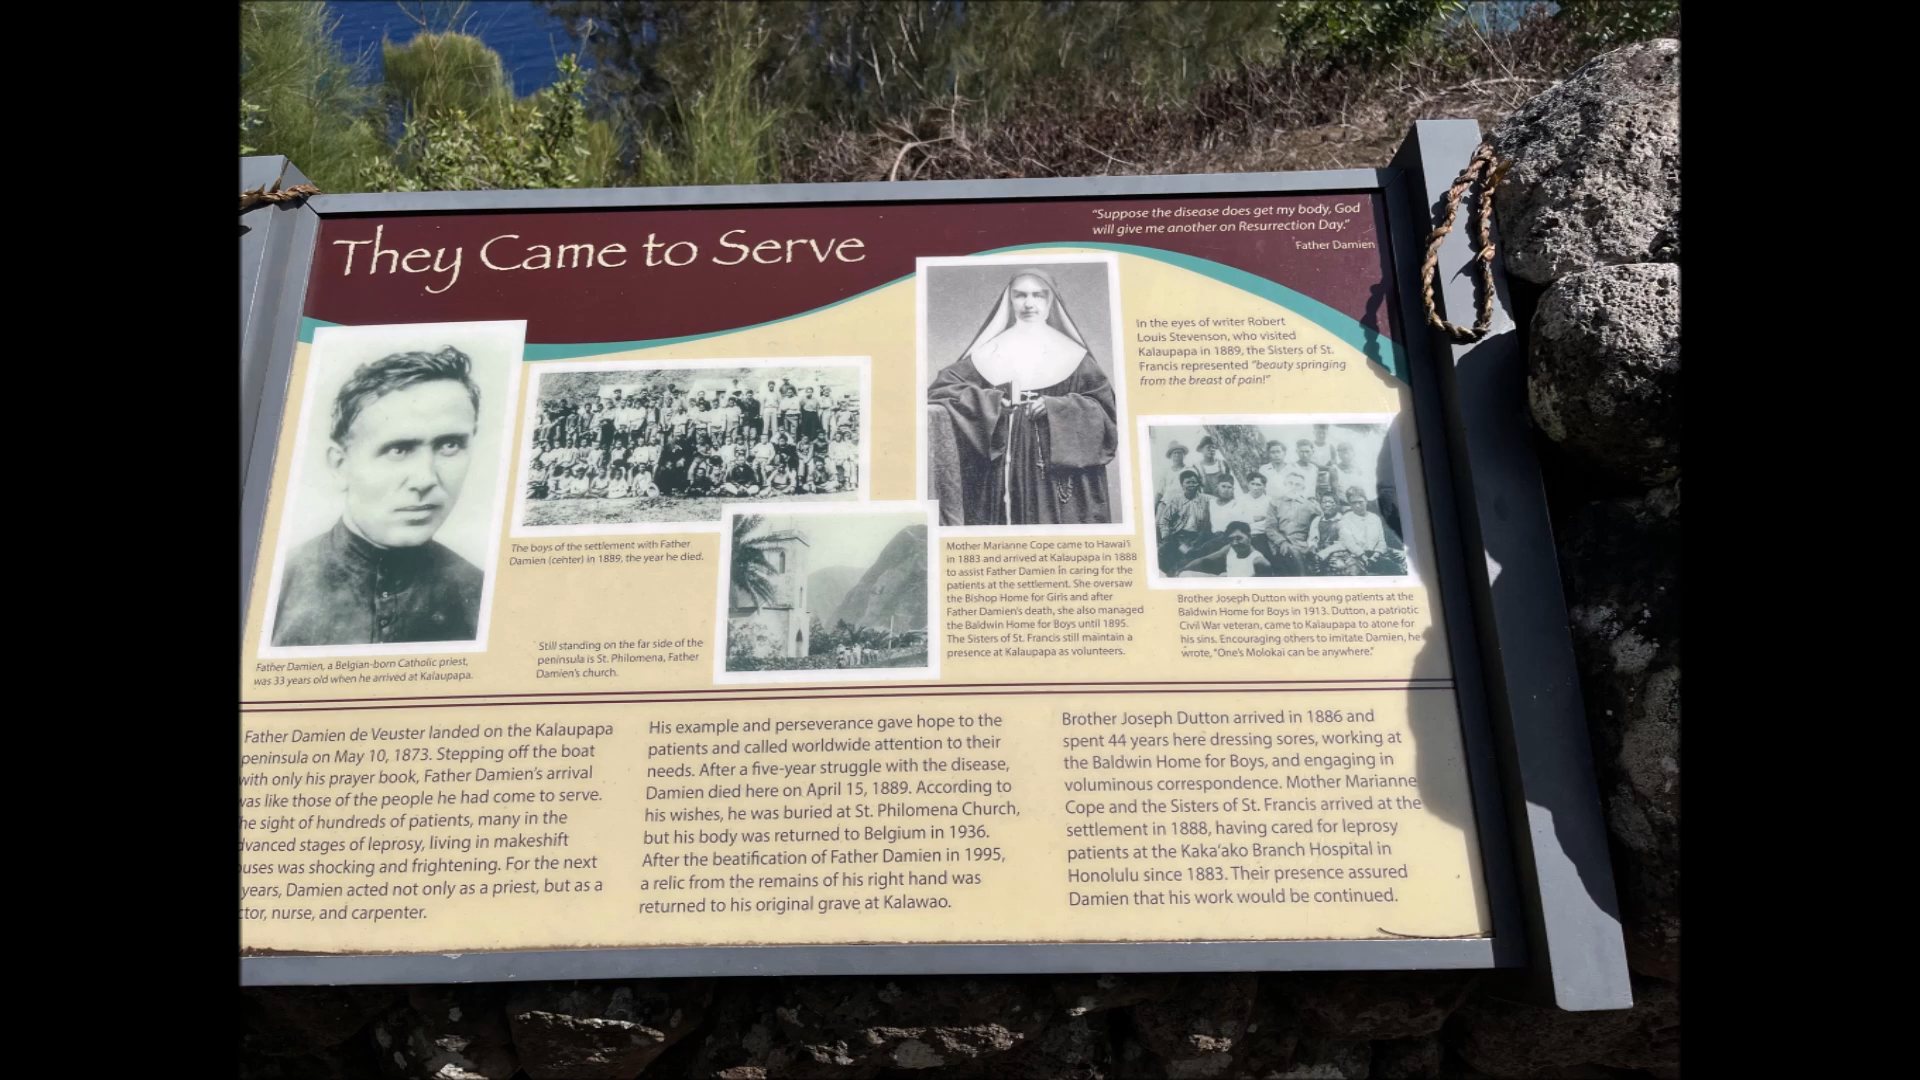 They Came to Serve
"Suppose the disease does get my body, God
will give me another on Resurrection Day."
Father Damien
In the eyes of writer Robert
Louis Stevenson, who visited
Kalaupapa in 1889, the Sisters of St.
Francis represented "beauty springing
from the breast of pain!"
Father Damien, a Belgian-born Catholic priest,
was 33 years old when he arrived at Kalaupapa.
The boys of the settlement with Father
Damien (center) in 1889, the year he died.
Still standing on the far side of the
peninsula is St. Philomena, Father
Damien's church.
Mother Marianne Cope came to Hawai'i
in 1883 and arrived at Kalaupapa in 1888
to assist Father Damien in caring for the
patients at the settlement. She oversaw
the Bishop Home for Girls and after
Father Damien's death, she also managed
the Baldwin Home for Boys until 1895.
The Sisters of St. Francis still maintain a
presence at Kalaupapa as volunteers.
Brother Joseph Dutton with young patients at the
Baldwin Home for Boys in 1913. Dutton, a patriotic
Civil War veteran, came to Kalaupapa to atone for
his sins. Encouraging others to imitate Damien, he
wrote, "One's Molokai can be anywhere."
Father Damien de Veuster landed on the Kalaupapa
peninsula on May 10, 1873. Stepping off the boat
with only his prayer book, Father Damien's arrival
was like those of the people he had come to serve.
he sight of hundreds of patients, many in the
dvanced stages of leprosy, living in makeshift
uses was shocking and frightening. For the next
years, Damien acted not only as a priest, but as a
ctor, nurse, and carpenter.
His example and perseverance gave hope to the
patients and called worldwide attention to their
needs. After a five-year struggle with the disease,
Damien died here on April 15, 1889. According to
his wishes, he was buried at St. Philomena Church,
but his body was returned to Belgium in 1936.
After the beatification of Father Damien in 1995,
a relic from the remains of his right hand was
returned to his original grave at Kalawao.
Brother Joseph Dutton arrived in 1886 and
spent 44 years here dressing sores, working at
the Baldwin Home for Boys, and engaging in
voluminous correspondence. Mother Marianne
Cope and the Sisters of St. Francis arrived at the
settlement in 1888, having cared for leprosy
patients at the Kaka'ako Branch Hospital in
Honolulu since 1883. Their presence assured
Damien that his work would be continued.